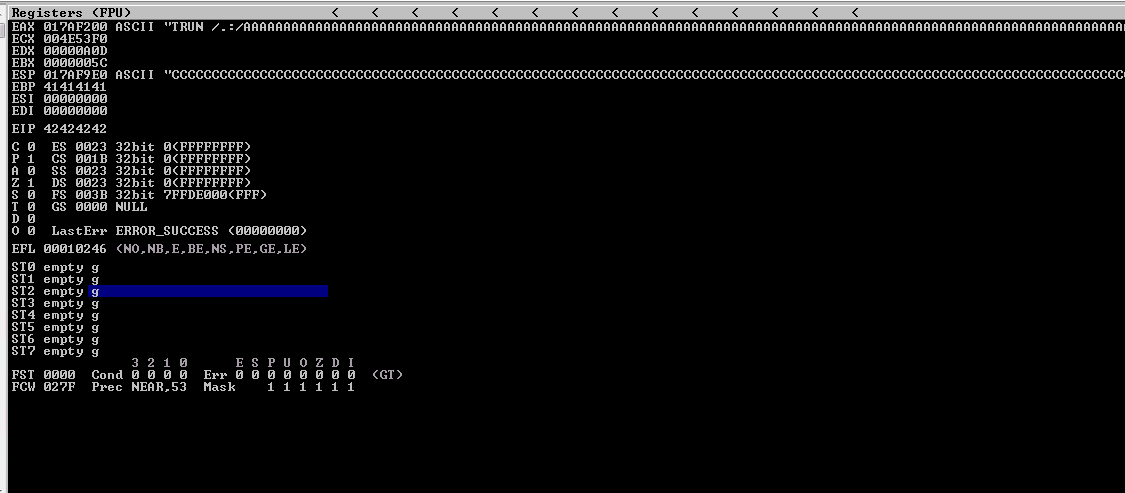 Registers (FPU) < < < < < < < < < < < < < <
EAX 017AF200 ASCII "TRUN /.:/AAAAAAAAAAAAAAAAAAAAAAAAAAAAAAAAAAAAAAAAAAAAAAAAAAAAAAAAAAAAAAAAAAAAAAAAAAAAAAAAAAAAAAAAAAAAAAAAAAA
ECX 004E53F0
EDX 00000A0D
EBX 0000005C
ESP 017AF9E0 ASCII "CCCCCCCCCCCCCCCCCCCCCCCCCCCCCCCCCCCCCCCCCCCCCCCCCCCCCCCCCCCCCCCCCCCCCCCCCCCCCCCCCCCCCCCCCCCCCCCCCCCCCCCCCCCCCCCCCCCCCCC
EBP 41414141
ESI 00000000
EDI 00000000
EIP 42424242
C 0 ES 0023 32bit 0(FFFFFFFF)
P 1 CS 001B 32bit 0(FFFFFFFF)
A 0 SS 0023 32bit 0(FFFFFFFF)
Z 1 DS 0023 32bit 0(FFFFFFFF)
S 0 FS 003B 32bit 7FFDE000(FFF)
T 0 GS 0000 NULL
D 0
O 0 LastErr ERROR_SUCCESS (00000000)
EFL 00010246 (NO,NB,E,BE,NS,PE,GE,LE)
ST0 empty g
ST1 empty g
ST2 empty g
ST3 empty g
ST4 empty g
ST5 empty g
ST6 empty g
ST7 empty g
3 2 1 0 E S P U O Z D I
FST 0000 Cond 0 0 0 0 Err 0 0 0 0 0 0 0 0 (GT)
FCW 027F Prec NEAR,53 Mask 1 1 1 1 1 1